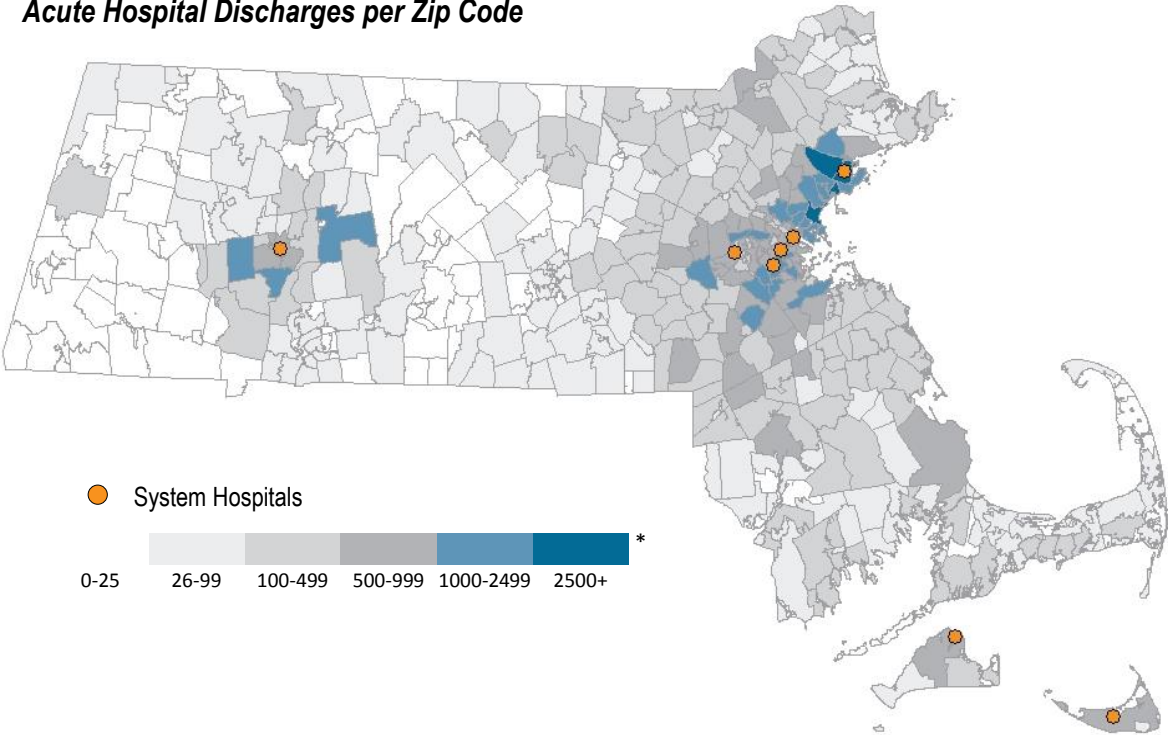 Acute Hospital Discharges per Zip Code
System Hospitals
*
0-25 26-99 100-499 500-999 1000-2499 2500+